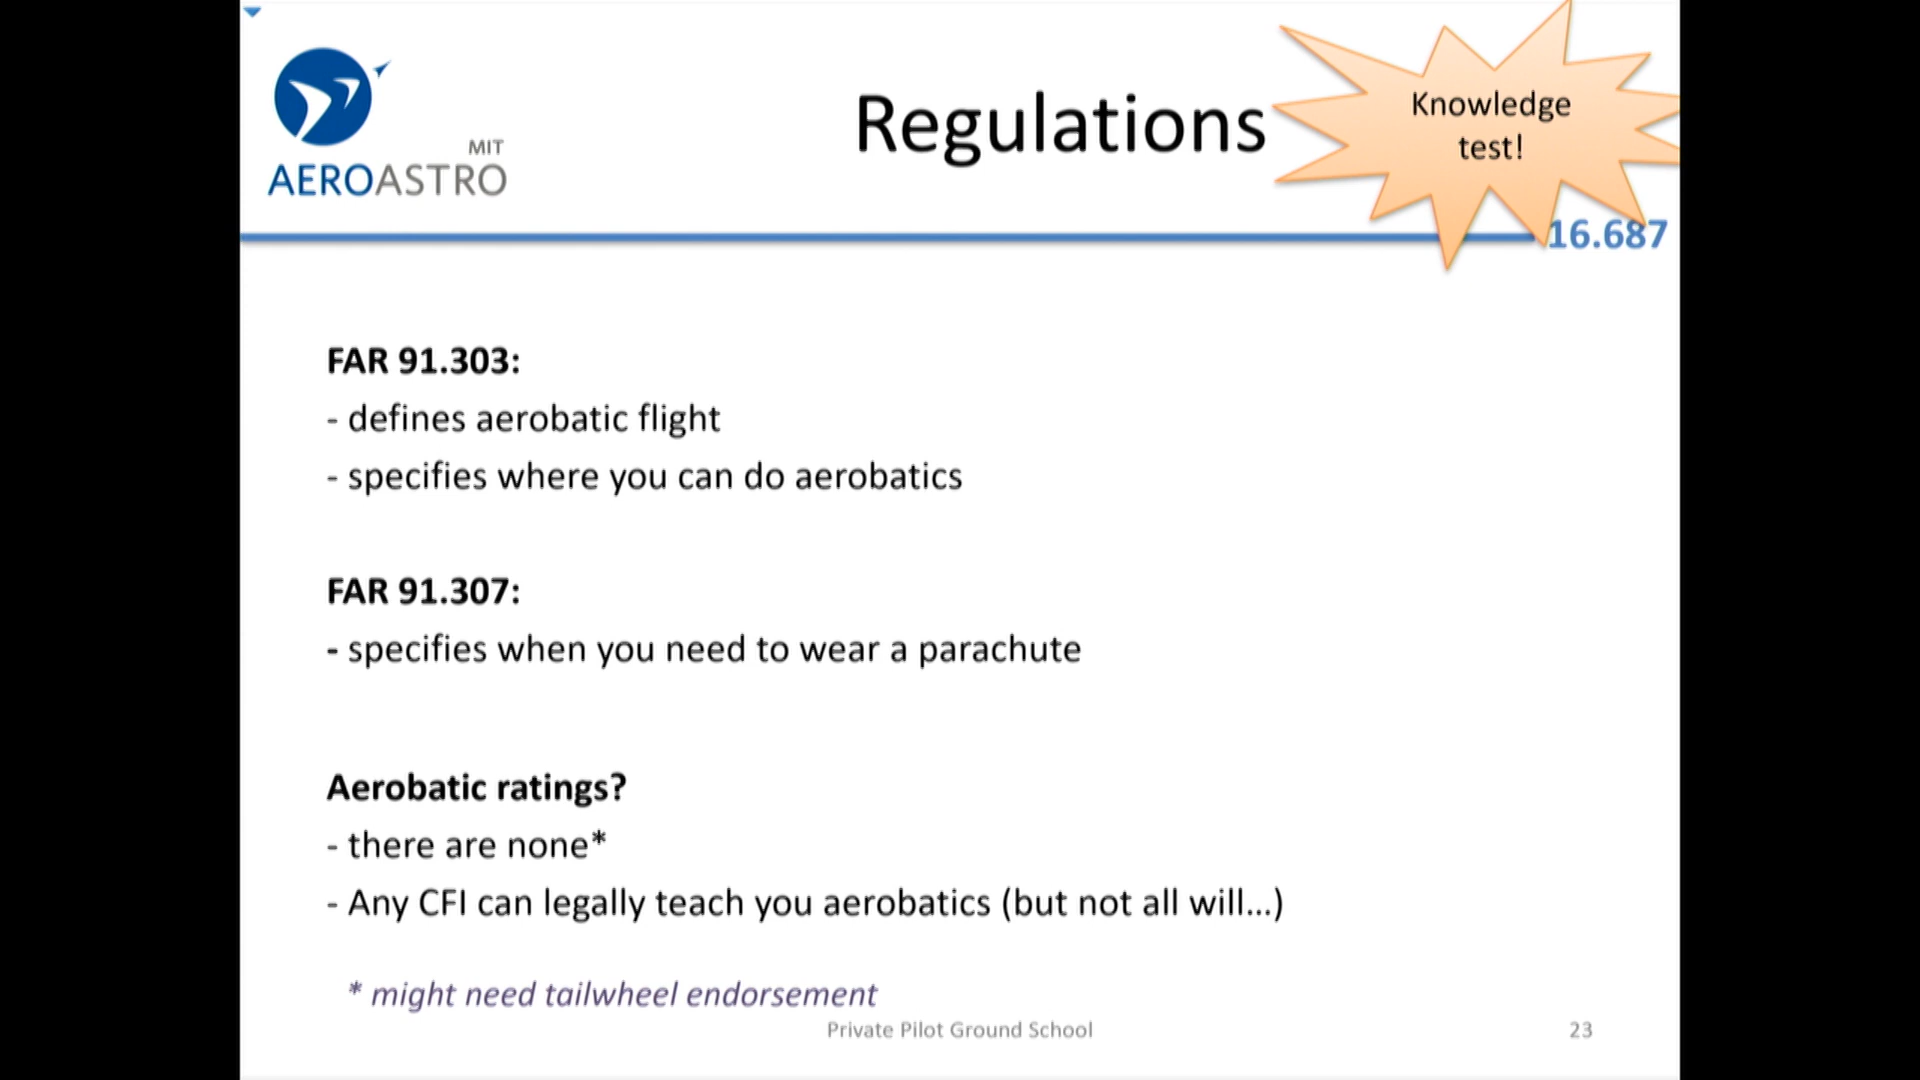 MIT
AEROASTRO
Regulations
Knowledge
test!
16.687
FAR 91.303:
- defines aerobatic flight
- specifies where you can do aerobatics
FAR 91.307:
- specifies when you need to wear a parachute
Aerobatic ratings?
- there are none*
- Any CFI can legally teach you aerobatics (but not all will...)
* might need tailwheel endorsement
Private Pilot Ground School
23